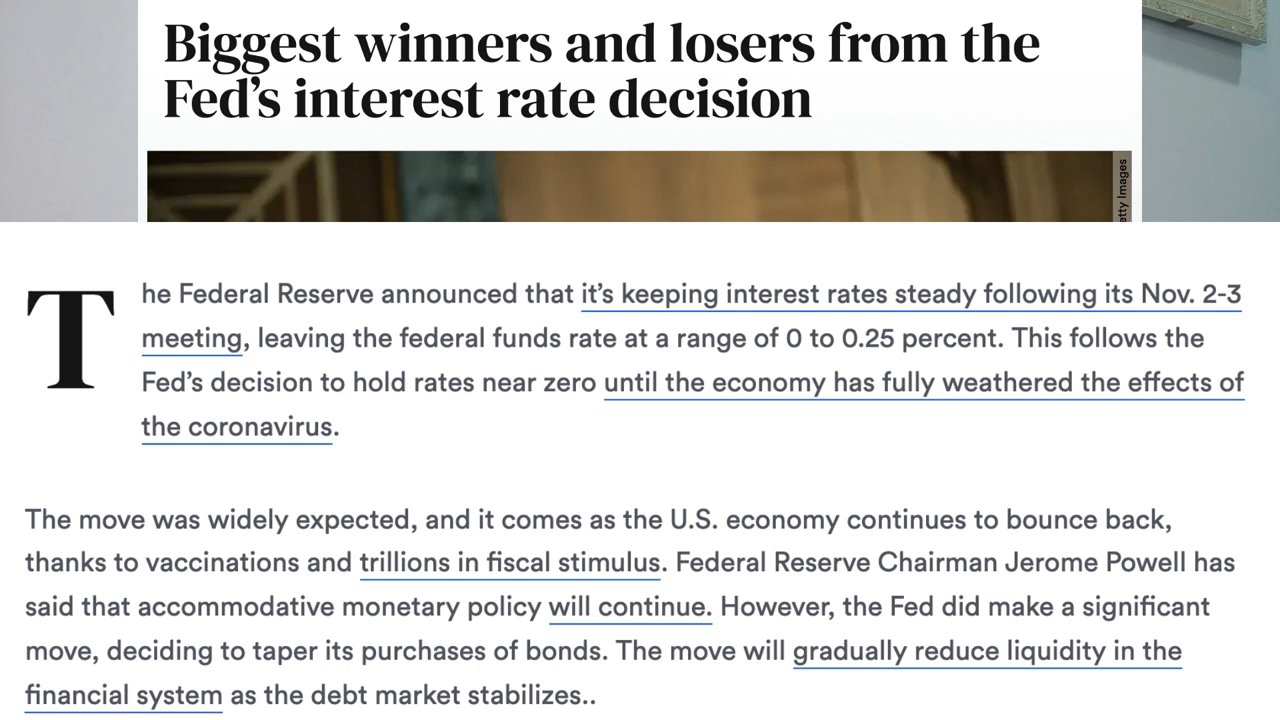 Biggest winners and losers from the
Fed's interest rate decision
etty Images
The Federal Reserve announced that it's keeping interest rates steady following its Nov. 2-3
meeting, leaving the federal funds rate at a range of 0 to 0.25 percent. This follows the
Fed's decision to hold rates near zero until the economy has fully weathered the effects of
the coronavirus.
The move was widely expected, and it comes as the U.S. economy continues to bounce back,
thanks to vaccinations and trillions in fiscal stimulus. Federal Reserve Chairman Jerome Powell has
said that accommodative monetary policy will continue. However, the Fed did make a significant
move, deciding to taper its purchases of bonds. The move will gradually reduce liquidity in the
financial system as the debt market stabilizes..